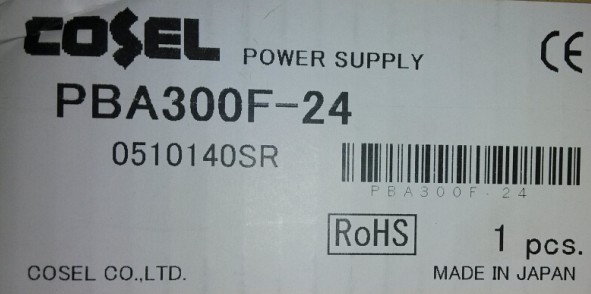 COSEL POWER SUPPLY CE
PBA300F-24
0510140SR
PBA300F-24
RoHS 1 pcs.
COSEL CO.,LTD. MADE IN JAPAN